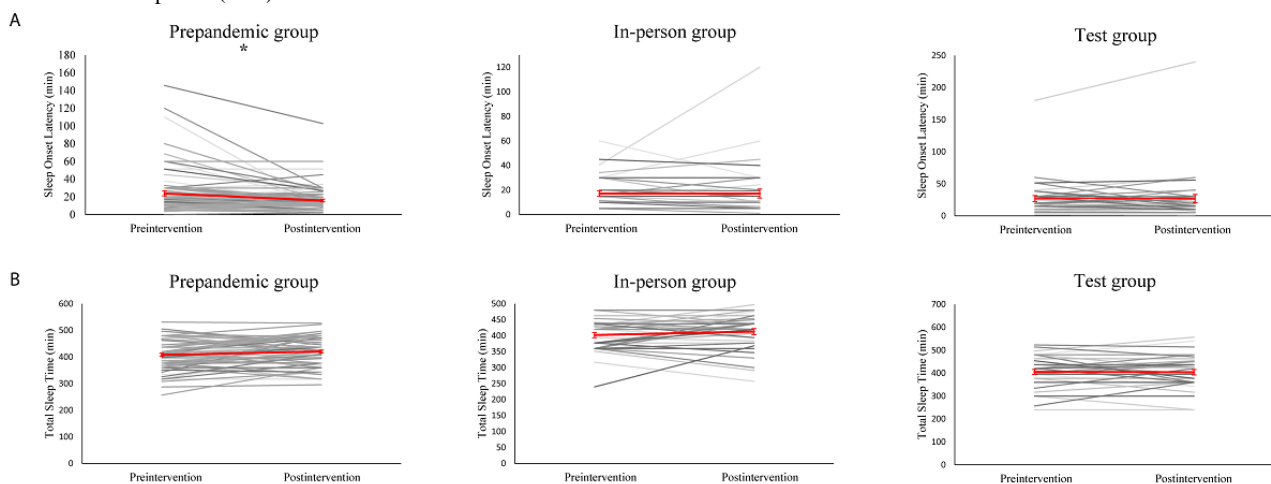 A
Prepandemic group
*
In-person group
Test group
Sleep Onset Latency (min)
180
160
140
120
100
80
60
40
20
0
Preintervention
Postintervention
Sleep Onset Latency (min)
120
100
80
60
40
20
0
Preintervention
Postintervention
Sleep Onset Latency (min)
250
200
150
100
50
0
Preintervention
Postintervention
B
Prepandemic group
In-person group
Test group
Total Sleep Time (min)
600
500
400
300
200
100
0
Preintervention
Postintervention
Total Sleep Time (min)
500
450
400
350
300
250
200
150
100
50
0
Preintervention
Postintervention
Total Sleep Time (min)
700
600
500
400
300
200
100
0
Preintervention
Postintervention